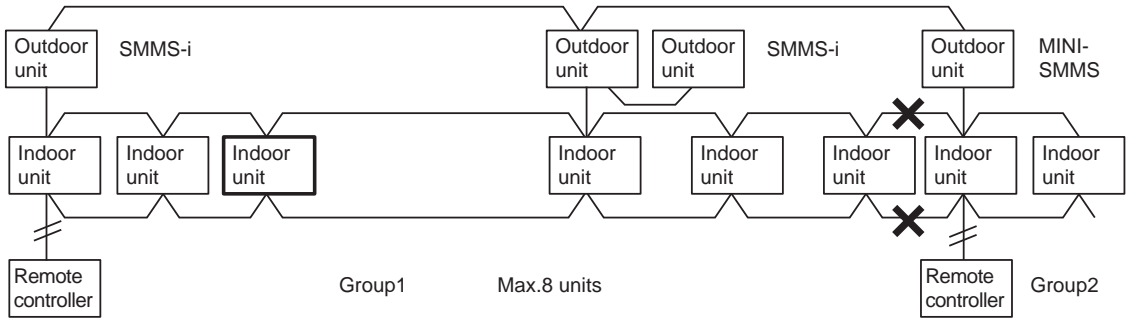 Outdoor
unit
SMMS-i
Outdoor
unit
Outdoor
unit
SMMS-i
Outdoor
unit
MINI-
SMMS
Indoor
unit
Indoor
unit
Indoor
unit
Indoor
unit
Indoor
unit
Indoor
unit
Indoor
unit
Indoor
unit
Remote
controller
Group1
Max.8 units
Remote
controller
Group2